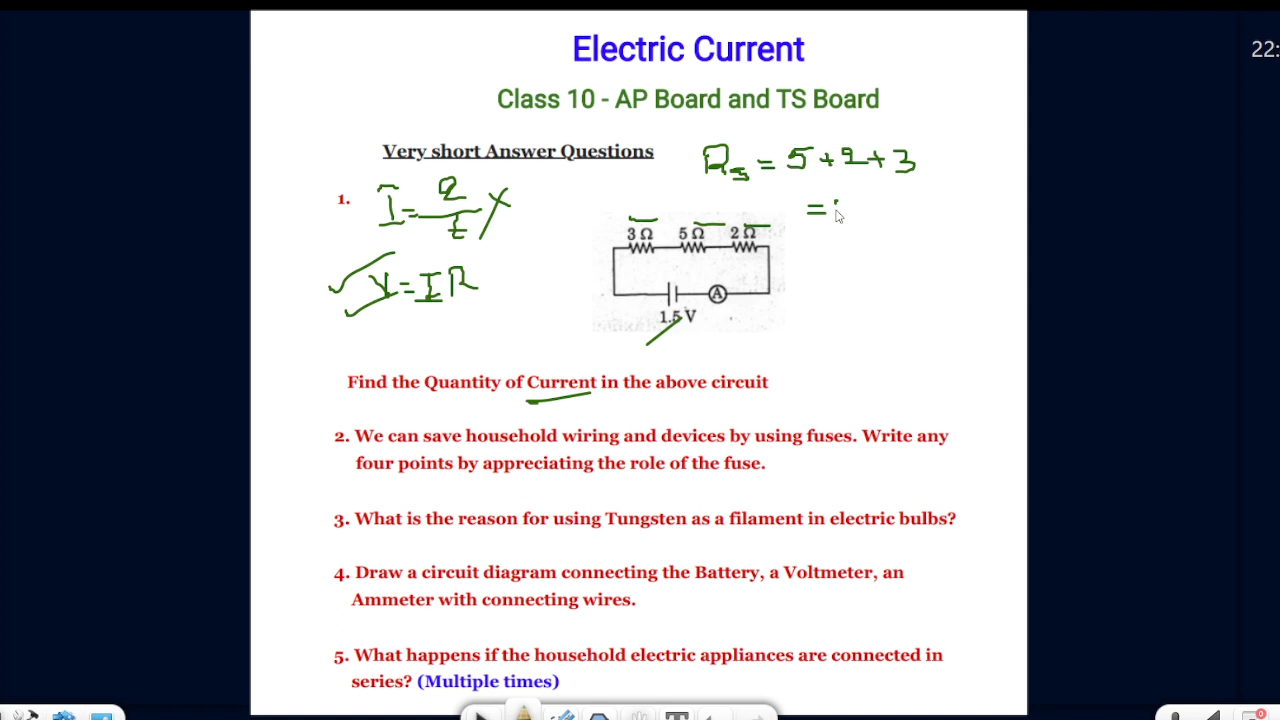 Electric Current
22:
Class 10 - AP Board and TS Board
Very short Answer Questions
R_s = 5+2+3
1. I = q/t
=
3 Ω 5 Ω 2 Ω
V = IR
A
1.5 V
Find the Quantity of Current in the above circuit
2. We can save household wiring and devices by using fuses. Write any
four points by appreciating the role of the fuse.
3. What is the reason for using Tungsten as a filament in electric bulbs?
4. Draw a circuit diagram connecting the Battery, a Voltmeter, an
Ammeter with connecting wires.
5. What happens if the household electric appliances are connected in
series? (Multiple times)